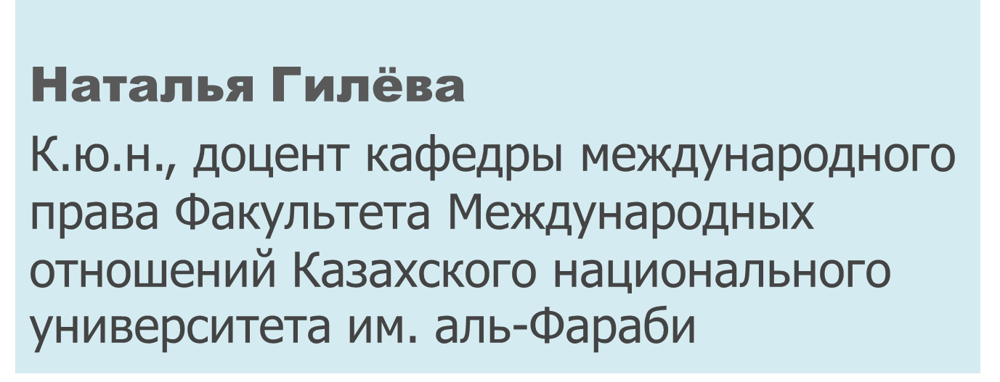 Наталья Гилёва
К.ю.н., доцент кафедры международного
права Факультета Международных
отношений Казахского национального
университета им. аль-Фараби